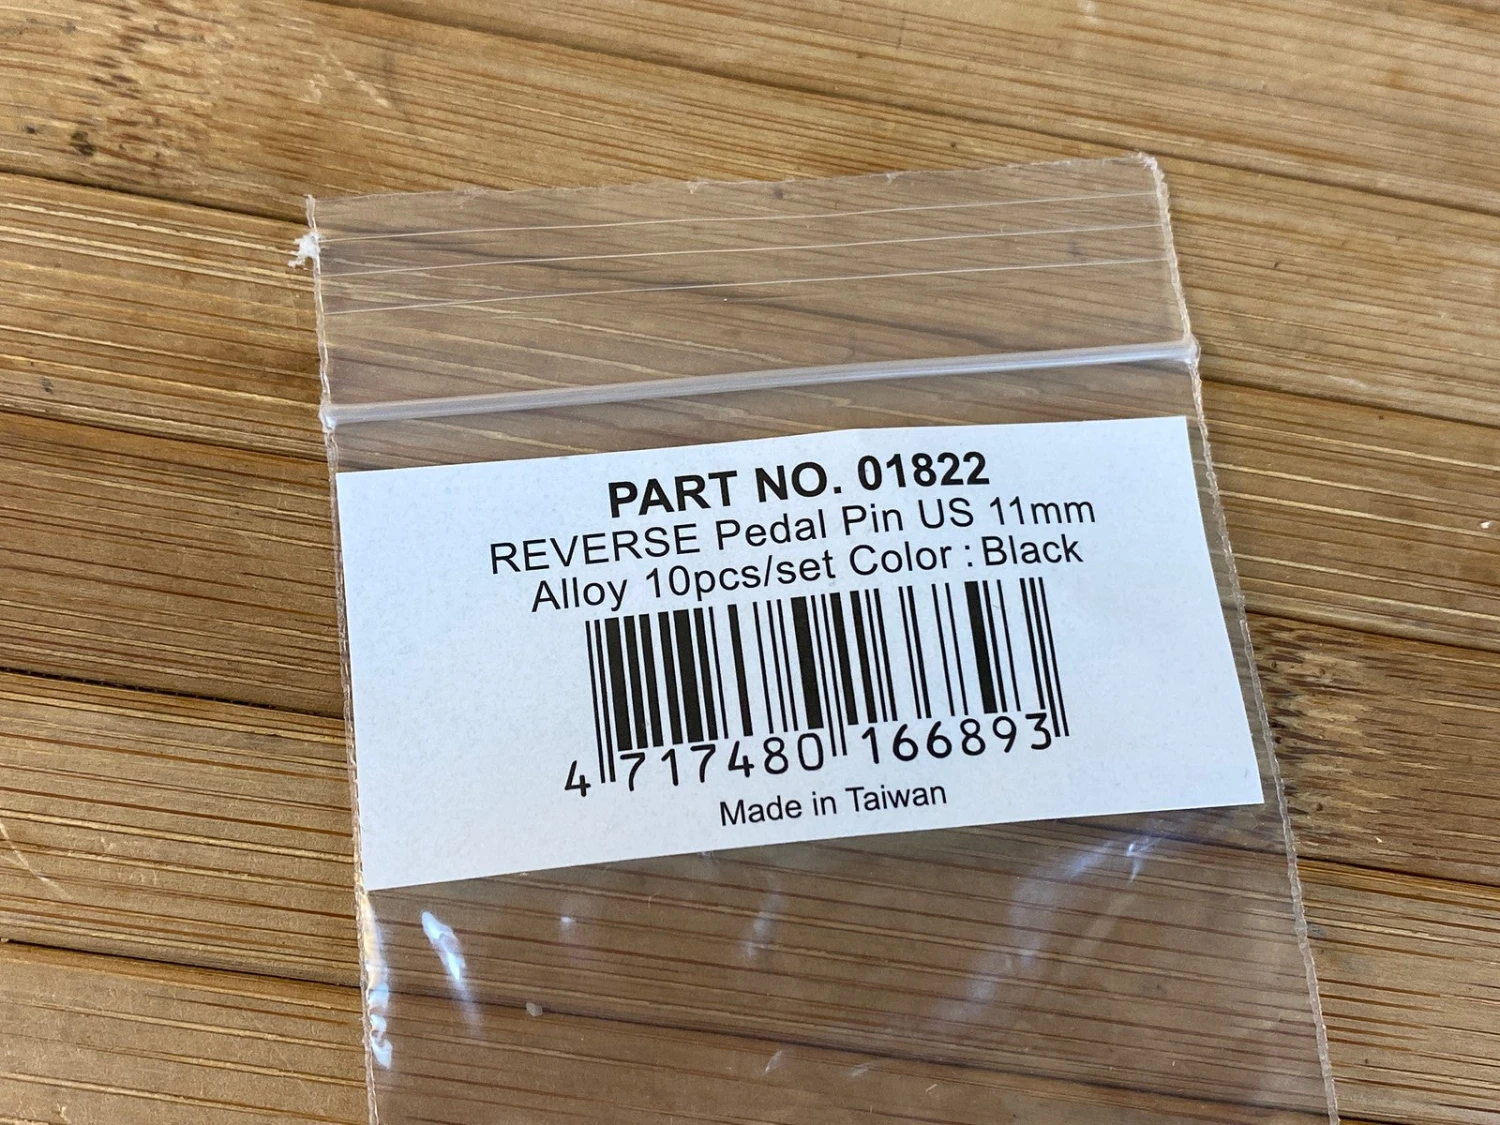 PART NO. 01822
REVERSE Pedal Pin US 11mm
Alloy 10pcs/set Color : Black
4 717480 166893
Made in Taiwan